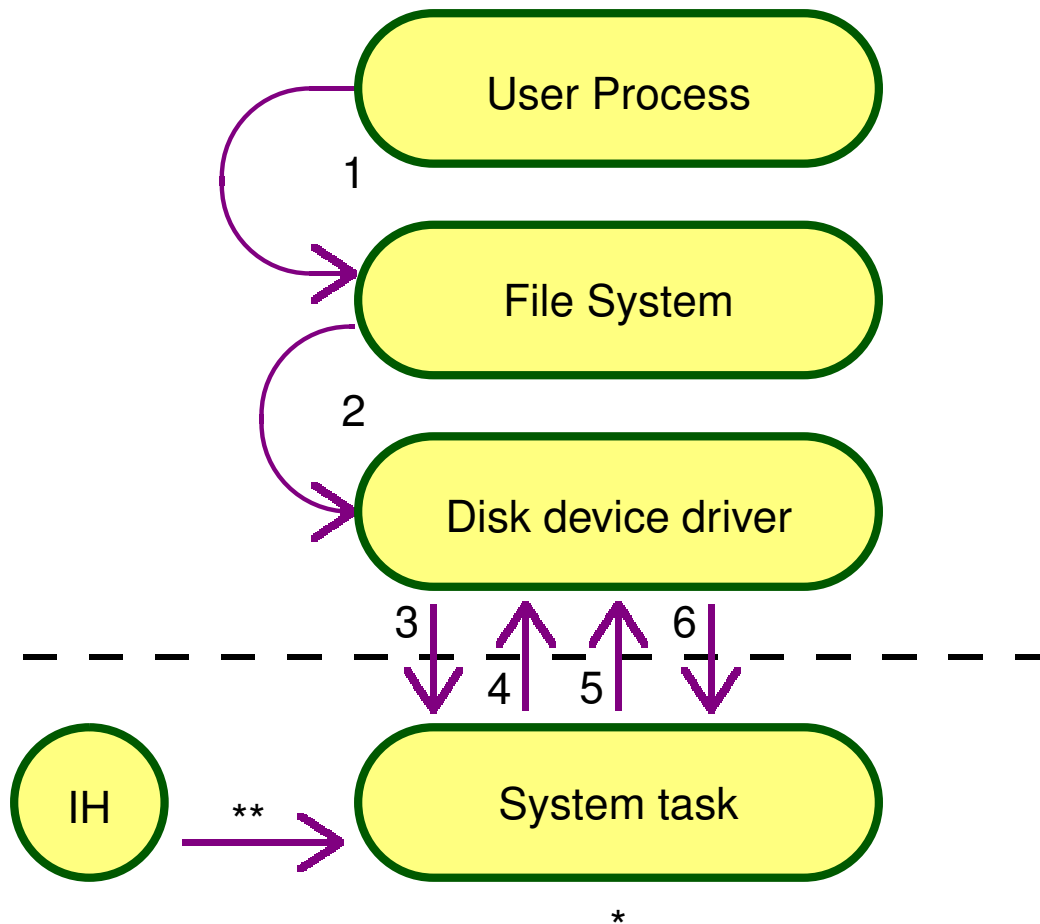 User Process
1
File System
2
Disk device driver
3
6
4
5
IH
**
System task
*